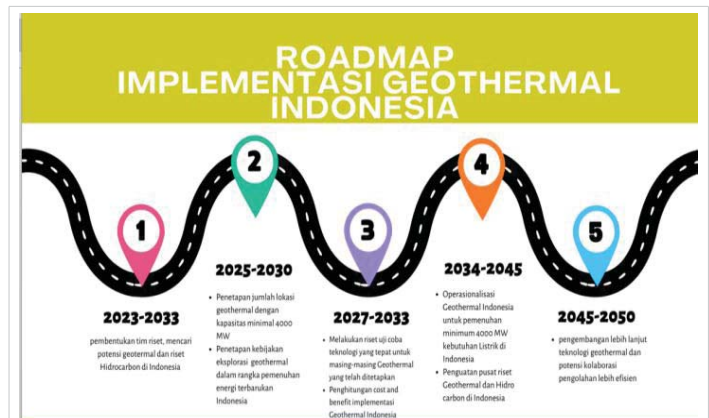 ROADMAP
IMPLEMENTASI GEOTHERMAL
INDONESIA
1
2023-2033
pembentukan tim riset, mencari
potensi geotermal dan riset
Hidrocarbon di Indonesia
2
2025-2030
• Penetapan jumlah lokasi
geothermal dengan
kapasitas minimal 4000
MW
• Penetapan kebijakan
eksplorasi geothermal
dalam rangka pemenuhan
energi terbarukan
Indonesia
3
2027-2033
• Melakukan riset uji coba
teknologi yang tepat untuk
masing-masing Geothermal
yang telah ditetapkan
• Penghitungan cost and
benefit implementasi
Geothermal Indonesia
4
2034-2045
• Operasionalisasi
Geothermal Indonesia
untuk pemenuhan
minimum 4000 MW
kebutuhan Listrik di
Indonesia
• Penguatan pusat riset
Geothermal dan Hidro
carbon di Indonesia
5
2045-2050
• pengembangan lebih lanjut
teknologi geothermal dan
potensi kolaborasi
pengolahan lebih efisien